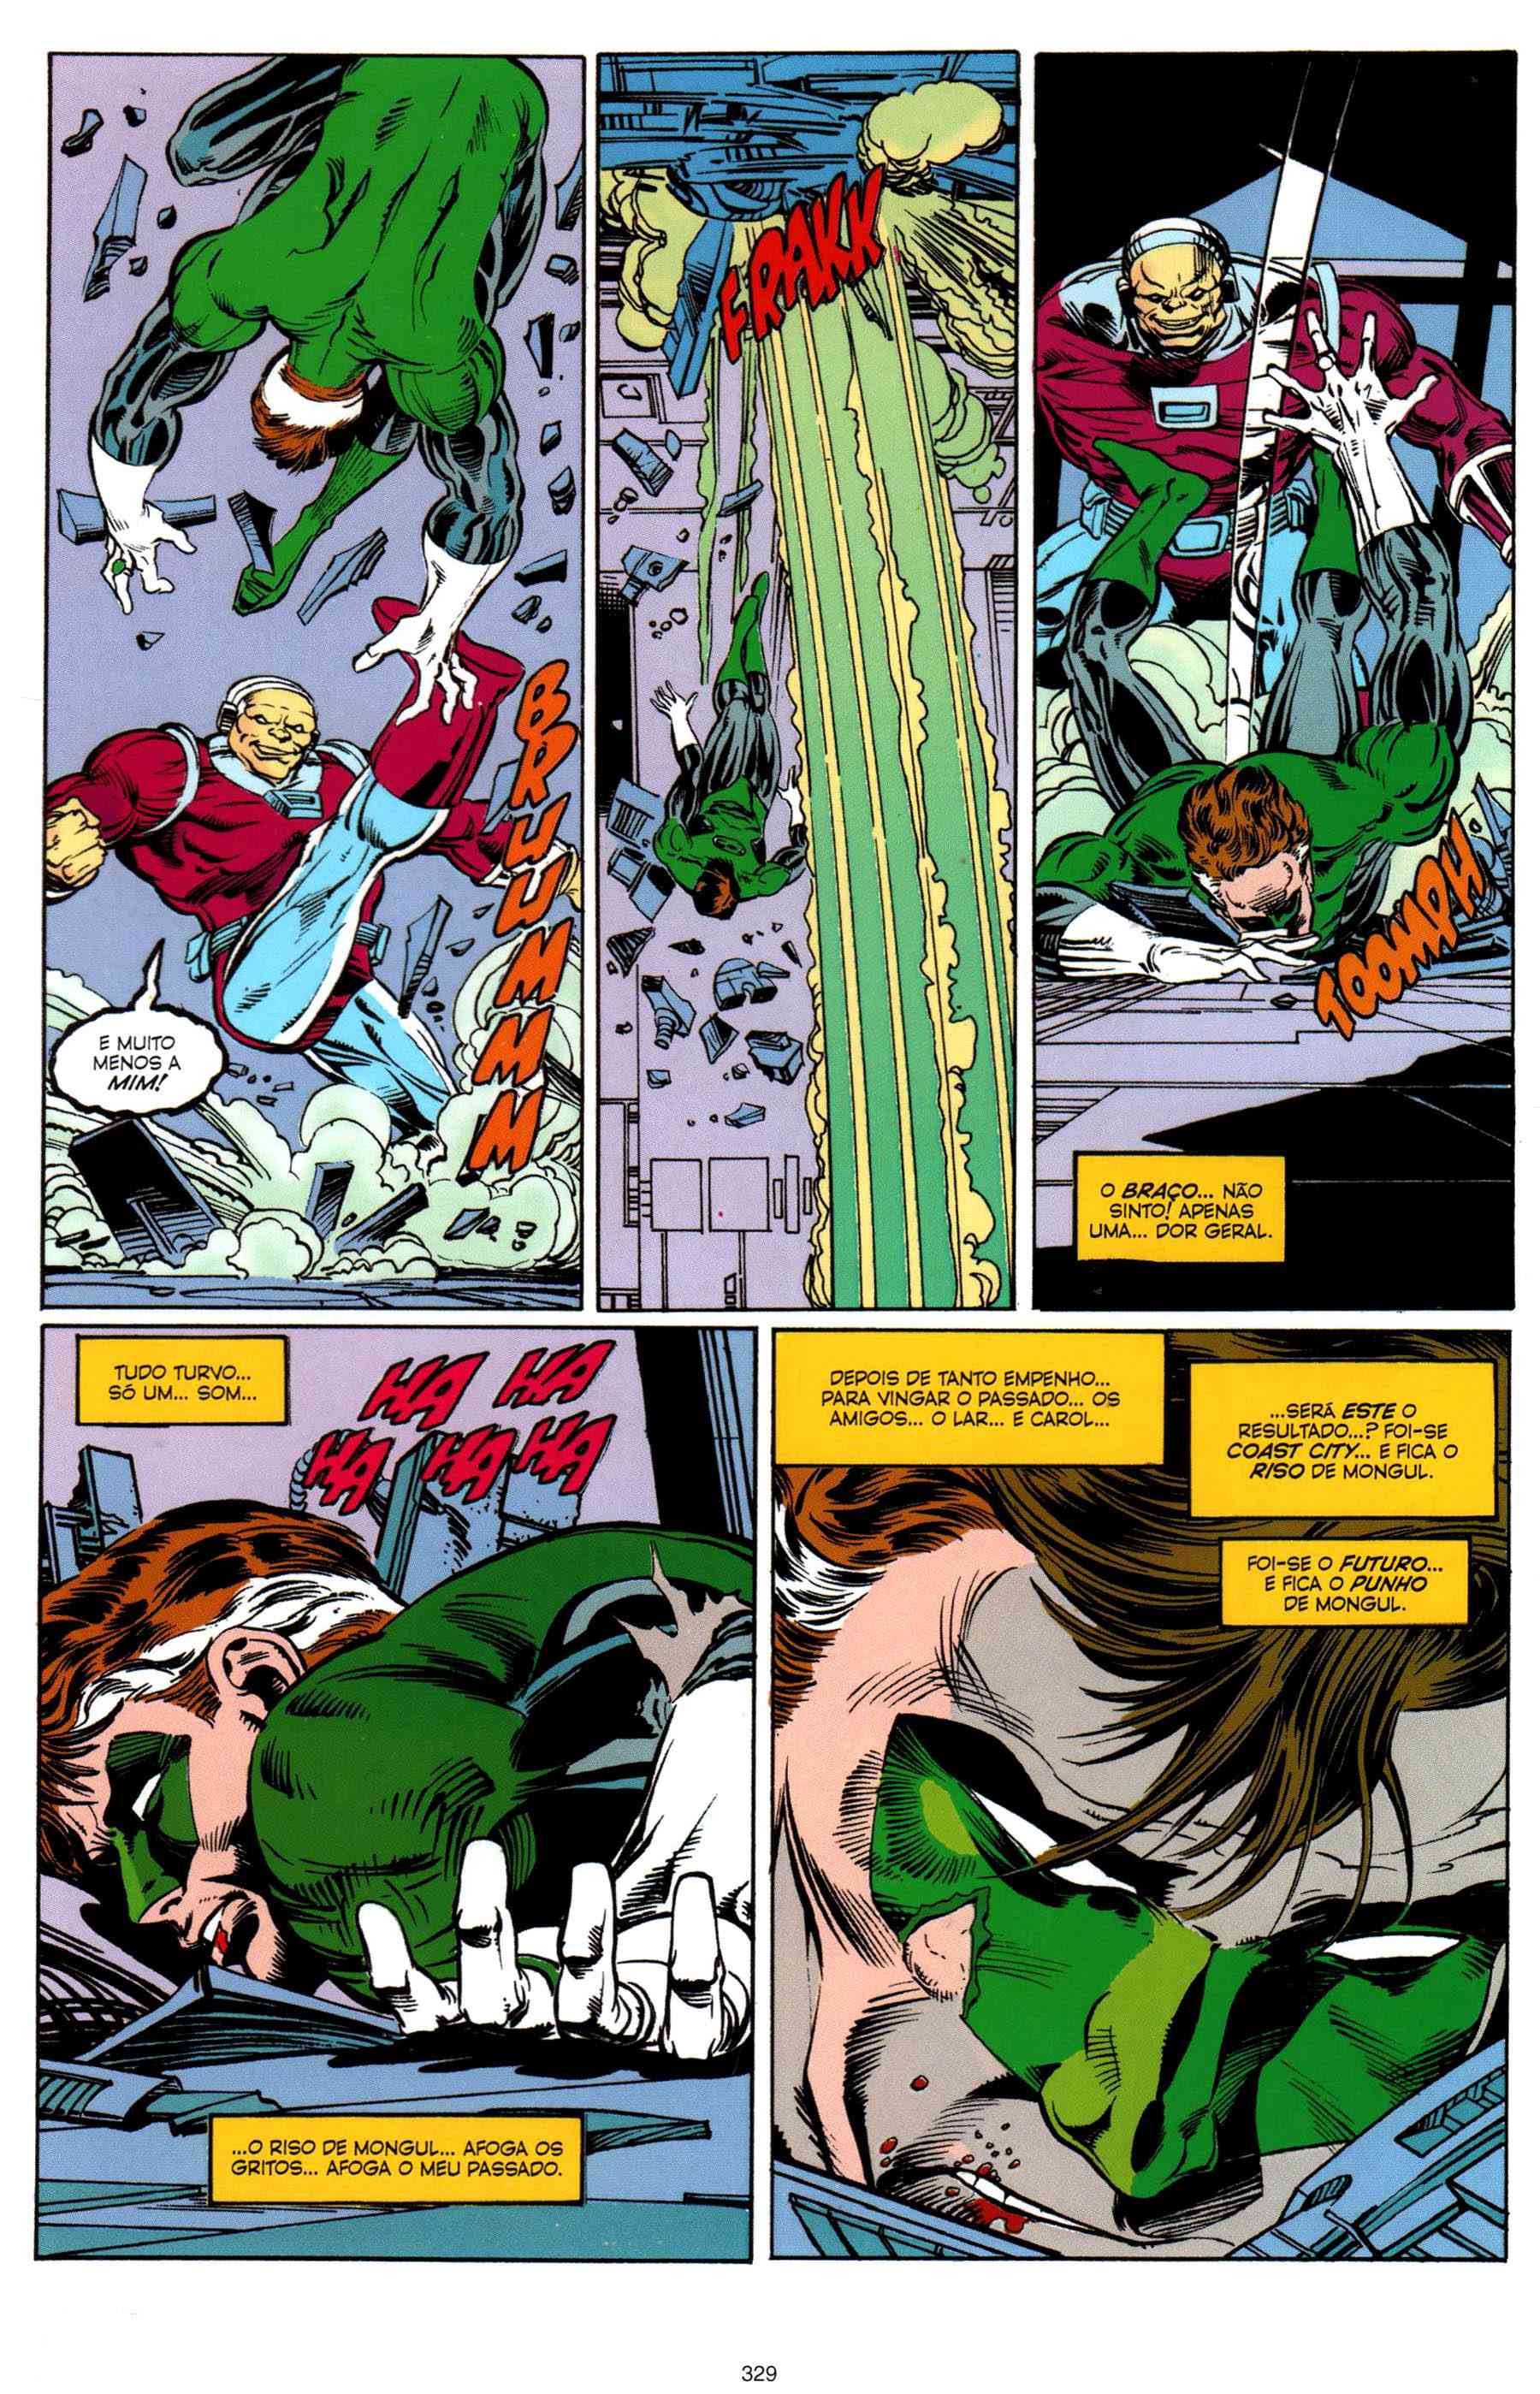 E MUITO
MENOS A
MIM!
BRUUMMMM
FRAKK
TOOMPH
O BRAÇO... NÃO
SINTO! APENAS
UMA... DOR GERAL.
TUDO TURVO...
SÓ UM... SOM...
HA HA
HA HA HA
...O RISO DE MONGUL... AFOGA OS
GRITOS... AFOGA O MEU PASSADO.
DEPOIS DE TANTO EMPENHO...
PARA VINGAR O PASSADO... OS
AMIGOS... O LAR... E CAROL...
...SERÁ ESTE O
RESULTADO...? FOI-SE
COAST CITY... E FICA O
RISO DE MONGUL.
FOI-SE O FUTURO...
E FICA O PUNHO
DE MONGUL.
329